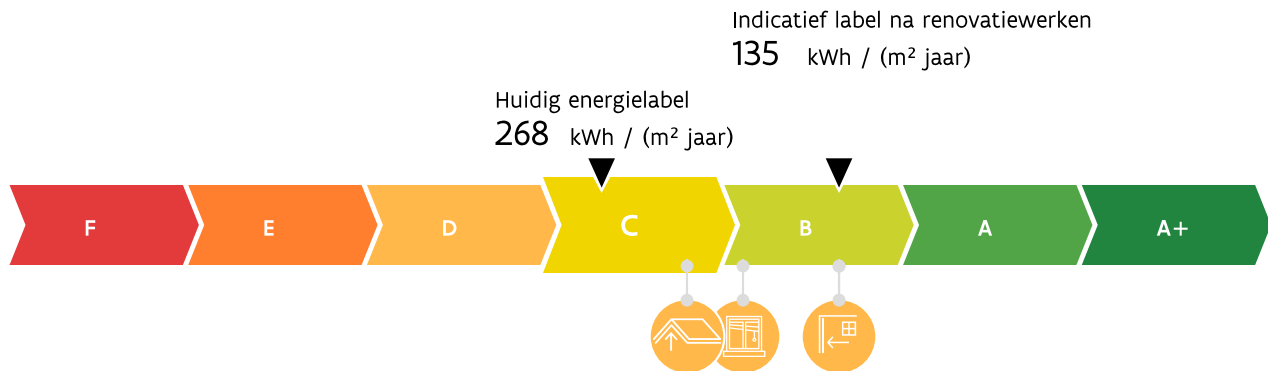 Indicatief label na renovatiewerken
135 kWh / (m² jaar)
Huidig energielabel
268 kWh / (m² jaar)
F E D C B A A+